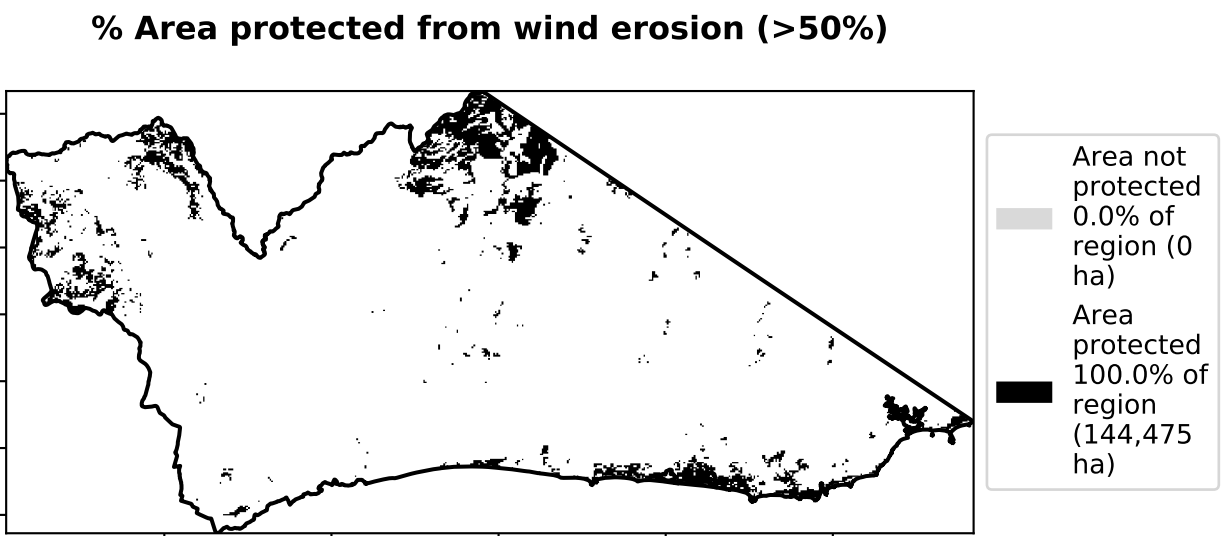 % Area protected from wind erosion (>50%)
Area not
protected
0.0% of
region (0
ha)
Area
protected
100.0% of
region
(144,475
ha)